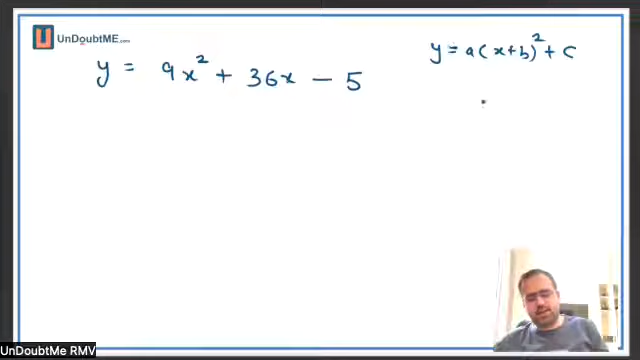 UnDoubtME.com
y = 9x² + 36x − 5
y = a(x+b)² + c
UnDoubtMe RMV